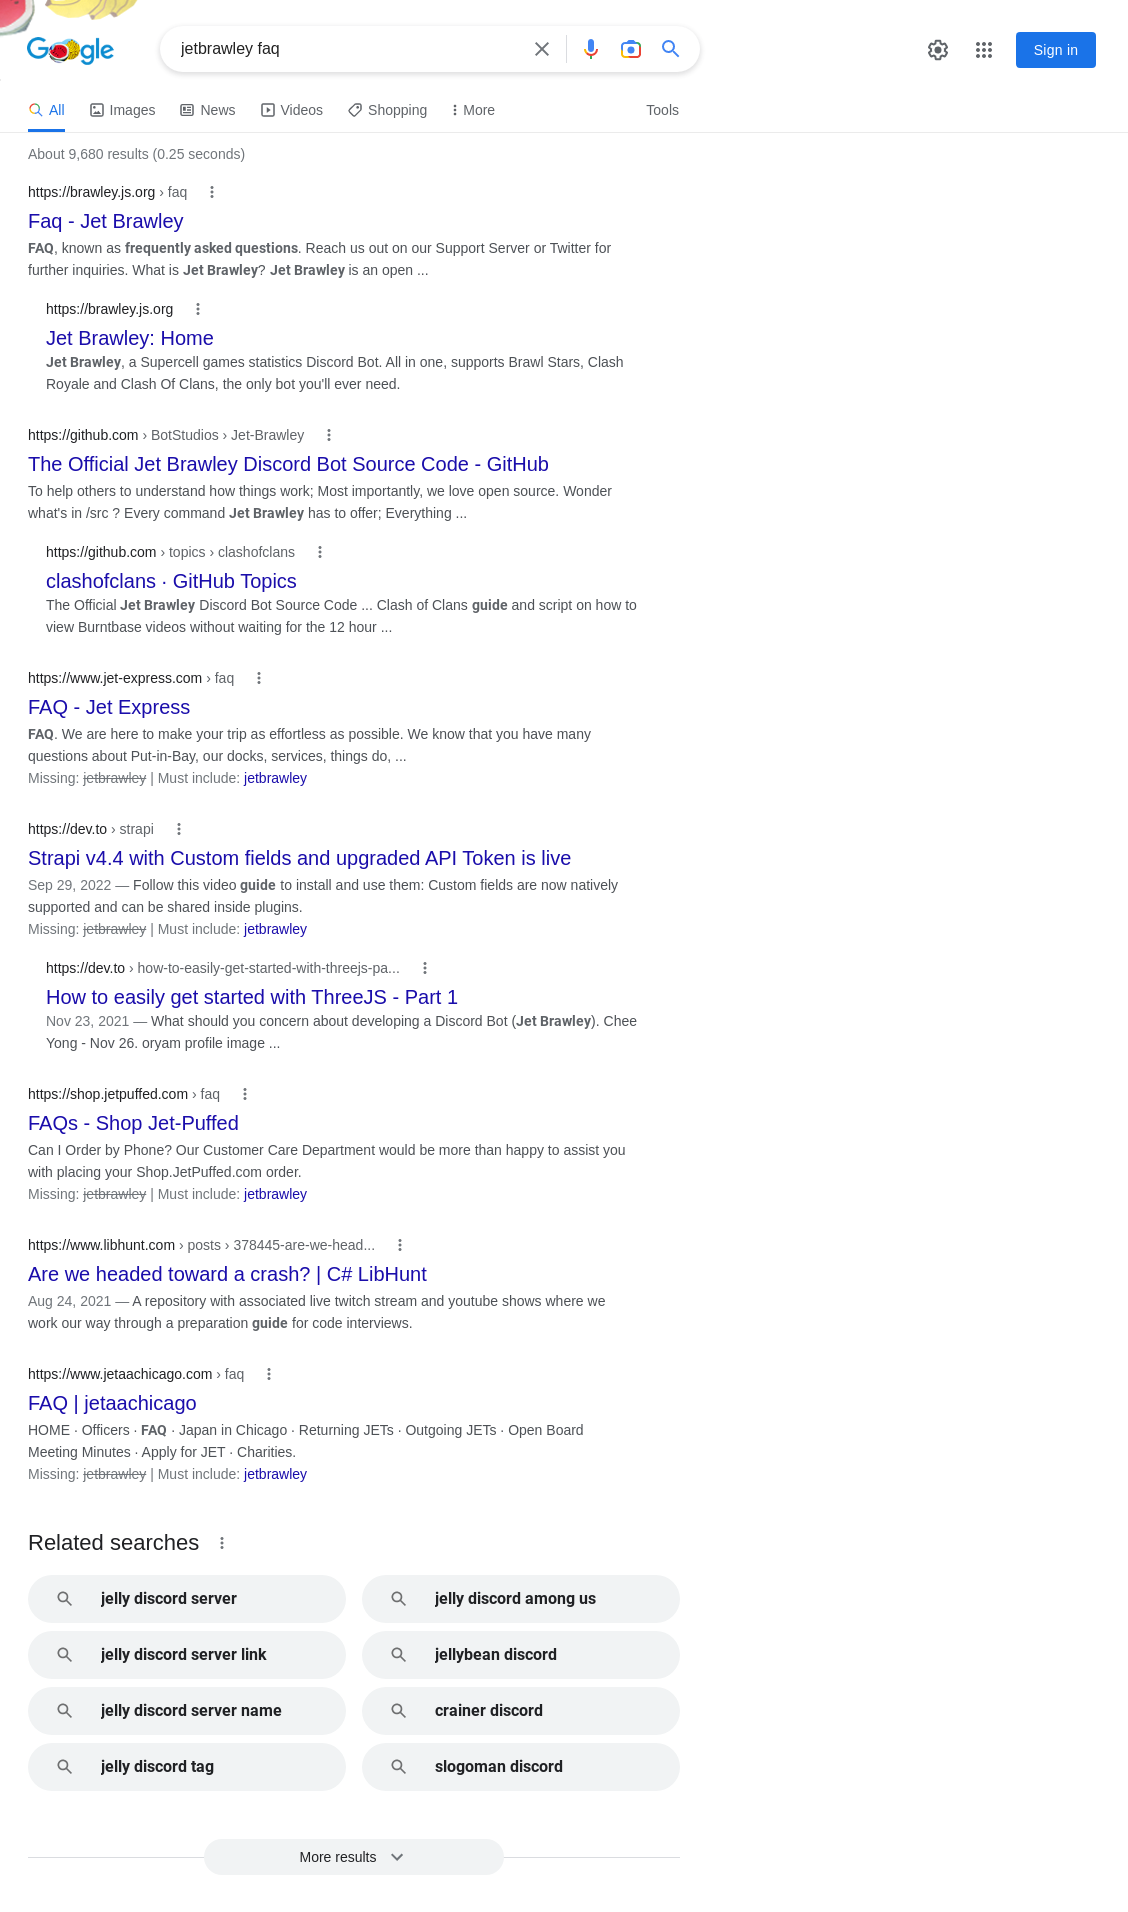 Google
jetbrawley faq
Sign in
All
Images
News
Videos
Shopping
More
Tools
About 9,680 results (0.25 seconds)
https://brawley.js.org › faq
Faq - Jet Brawley
FAQ, known as frequently asked questions. Reach us out on our Support Server or Twitter for
further inquiries. What is Jet Brawley? Jet Brawley is an open ...
https://brawley.js.org
Jet Brawley: Home
Jet Brawley, a Supercell games statistics Discord Bot. All in one, supports Brawl Stars, Clash
Royale and Clash Of Clans, the only bot you'll ever need.
https://github.com › BotStudios › Jet-Brawley
The Official Jet Brawley Discord Bot Source Code - GitHub
To help others to understand how things work; Most importantly, we love open source. Wonder
what's in /src ? Every command Jet Brawley has to offer; Everything ...
https://github.com › topics › clashofclans
clashofclans · GitHub Topics
The Official Jet Brawley Discord Bot Source Code ... Clash of Clans guide and script on how to
view Burntbase videos without waiting for the 12 hour ...
https://www.jet-express.com › faq
FAQ - Jet Express
FAQ. We are here to make your trip as effortless as possible. We know that you have many
questions about Put-in-Bay, our docks, services, things do, ...
Missing: jetbrawley | Must include: jetbrawley
https://dev.to › strapi
Strapi v4.4 with Custom fields and upgraded API Token is live
Sep 29, 2022 — Follow this video guide to install and use them: Custom fields are now natively
supported and can be shared inside plugins.
Missing: jetbrawley | Must include: jetbrawley
https://dev.to › how-to-easily-get-started-with-threejs-pa...
How to easily get started with ThreeJS - Part 1
Nov 23, 2021 — What should you concern about developing a Discord Bot (Jet Brawley). Chee
Yong - Nov 26. oryam profile image ...
https://shop.jetpuffed.com › faq
FAQs - Shop Jet-Puffed
Can I Order by Phone? Our Customer Care Department would be more than happy to assist you
with placing your Shop.JetPuffed.com order.
Missing: jetbrawley | Must include: jetbrawley
https://www.libhunt.com › posts › 378445-are-we-head...
Are we headed toward a crash? | C# LibHunt
Aug 24, 2021 — A repository with associated live twitch stream and youtube shows where we
work our way through a preparation guide for code interviews.
https://www.jetaachicago.com › faq
FAQ | jetaachicago
HOME · Officers · FAQ · Japan in Chicago · Returning JETs · Outgoing JETs · Open Board
Meeting Minutes · Apply for JET · Charities.
Missing: jetbrawley | Must include: jetbrawley
Related searches
jelly discord server
jelly discord among us
jelly discord server link
jellybean discord
jelly discord server name
crainer discord
jelly discord tag
slogoman discord
More results